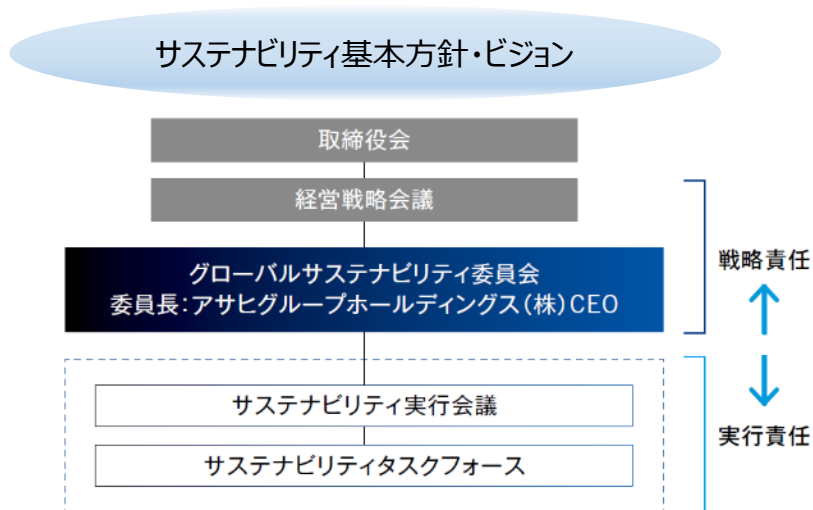 サステナビリティ基本方針・ビジョン
取締役会
経営戦略会議
グローバルサステナビリティ委員会
委員長:アサヒグループホールディングス(株)CEO
戦略責任
サステナビリティ実行会議
実行責任
サステナビリティタスクフォース